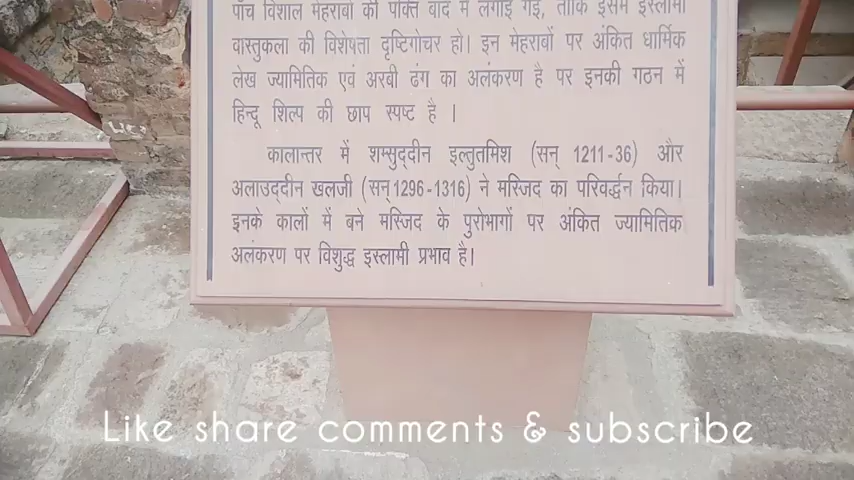 पाँच विशाल मेहराबों की पंक्ति बाद में लगाई गई, ताकि इसमें इस्लामी
वास्तुकला की विशेषता दृष्टिगोचर हो। इन मेहराबों पर अंकित धार्मिक
लेख ज्यामितिक एवं अरबी ढंग का अलंकरण है पर इनकी गठन में
हिन्दू शिल्प की छाप स्पष्ट है ।
कालान्तर में शम्सुद्दीन इल्तुतमिश (सन् 1211-36) और
अलाउद्दीन खलजी (सन् 1296-1316) ने मस्जिद का परिवर्द्धन किया।
इनके कालों में बने मस्जिद के पुरोभागों पर अंकित ज्यामितिक
अलंकरण पर विशुद्ध इस्लामी प्रभाव है।
Like share comments & subscribe